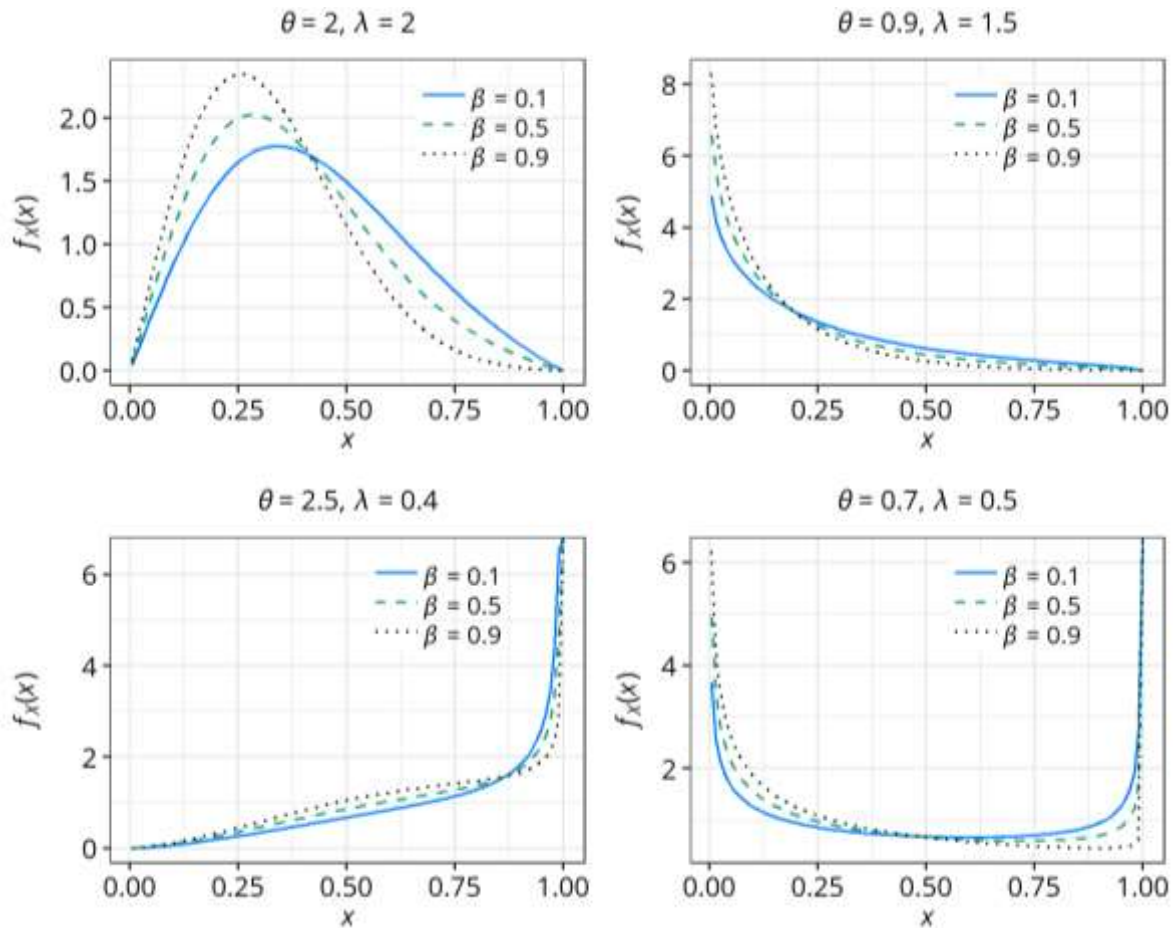 θ = 2, λ = 2
2.0
1.5
1.0
0.5
0.0
f_X(x)
β = 0.1
β = 0.5
β = 0.9
0.00 0.25 0.50 0.75 1.00
x
θ = 0.9, λ = 1.5
8
6
4
2
0
f_X(x)
β = 0.1
β = 0.5
β = 0.9
0.00 0.25 0.50 0.75 1.00
x
θ = 2.5, λ = 0.4
6
4
2
0
f_X(x)
β = 0.1
β = 0.5
β = 0.9
0.00 0.25 0.50 0.75 1.00
x
θ = 0.7, λ = 0.5
6
4
2
f_X(x)
β = 0.1
β = 0.5
β = 0.9
0.00 0.25 0.50 0.75 1.00
x